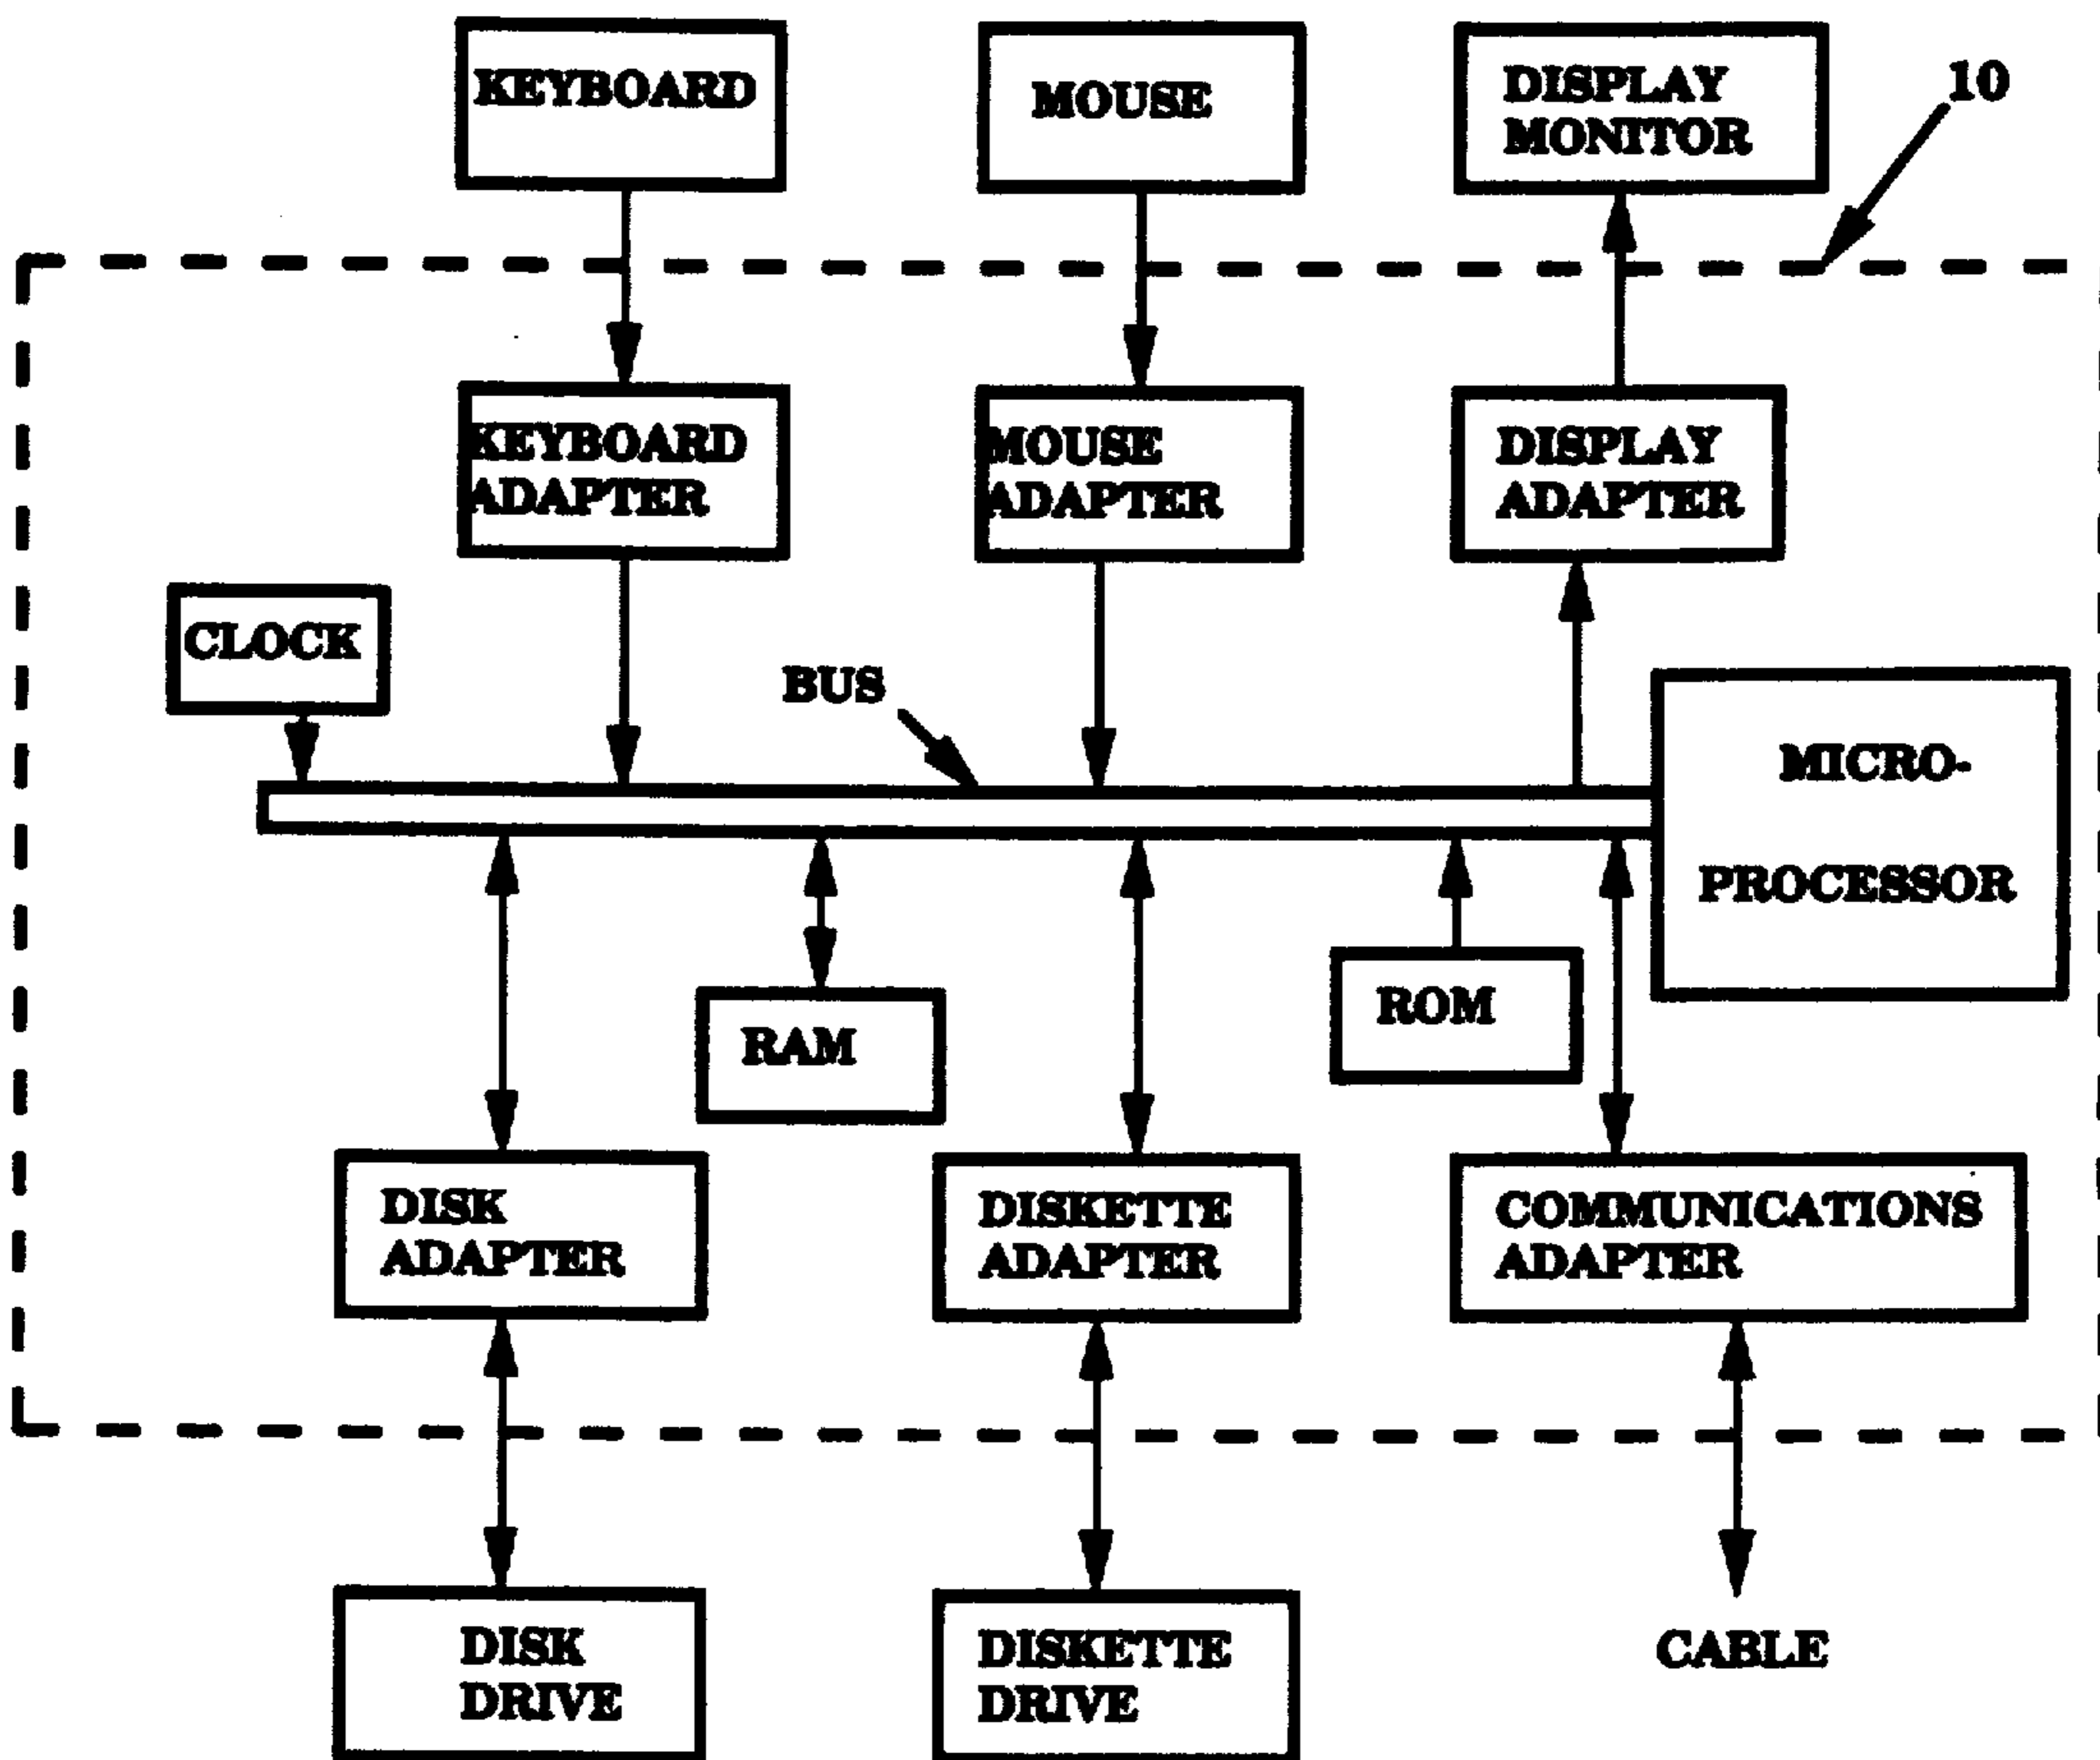 KEYBOARD
MOUSE
DISPLAY
MONITOR
10
KEYBOARD
ADAPTER
MOUSE
ADAPTER
DISPLAY
ADAPTER
CLOCK
BUS
MICRO-
PROCESSOR
RAM
ROM
DISK
ADAPTER
DISKETTE
ADAPTER
COMMUNICATIONS
ADAPTER
DISK
DRIVE
DISKETTE
DRIVE
CABLE